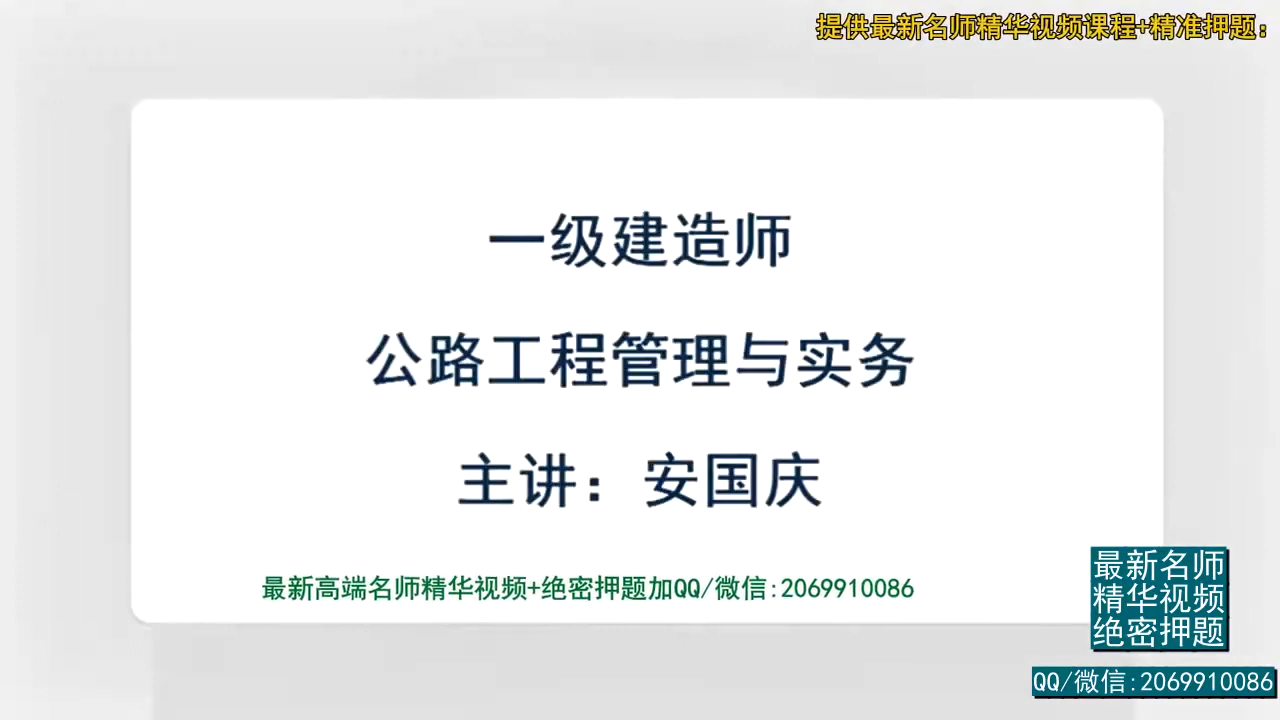 提供最新名师精华视频课程+精准押题:
一级建造师
公路工程管理与实务
主讲：安国庆
最新高端名师精华视频+绝密押题加QQ/微信:2069910086
最新名师
精华视频
绝密押题
QQ/微信:2069910086